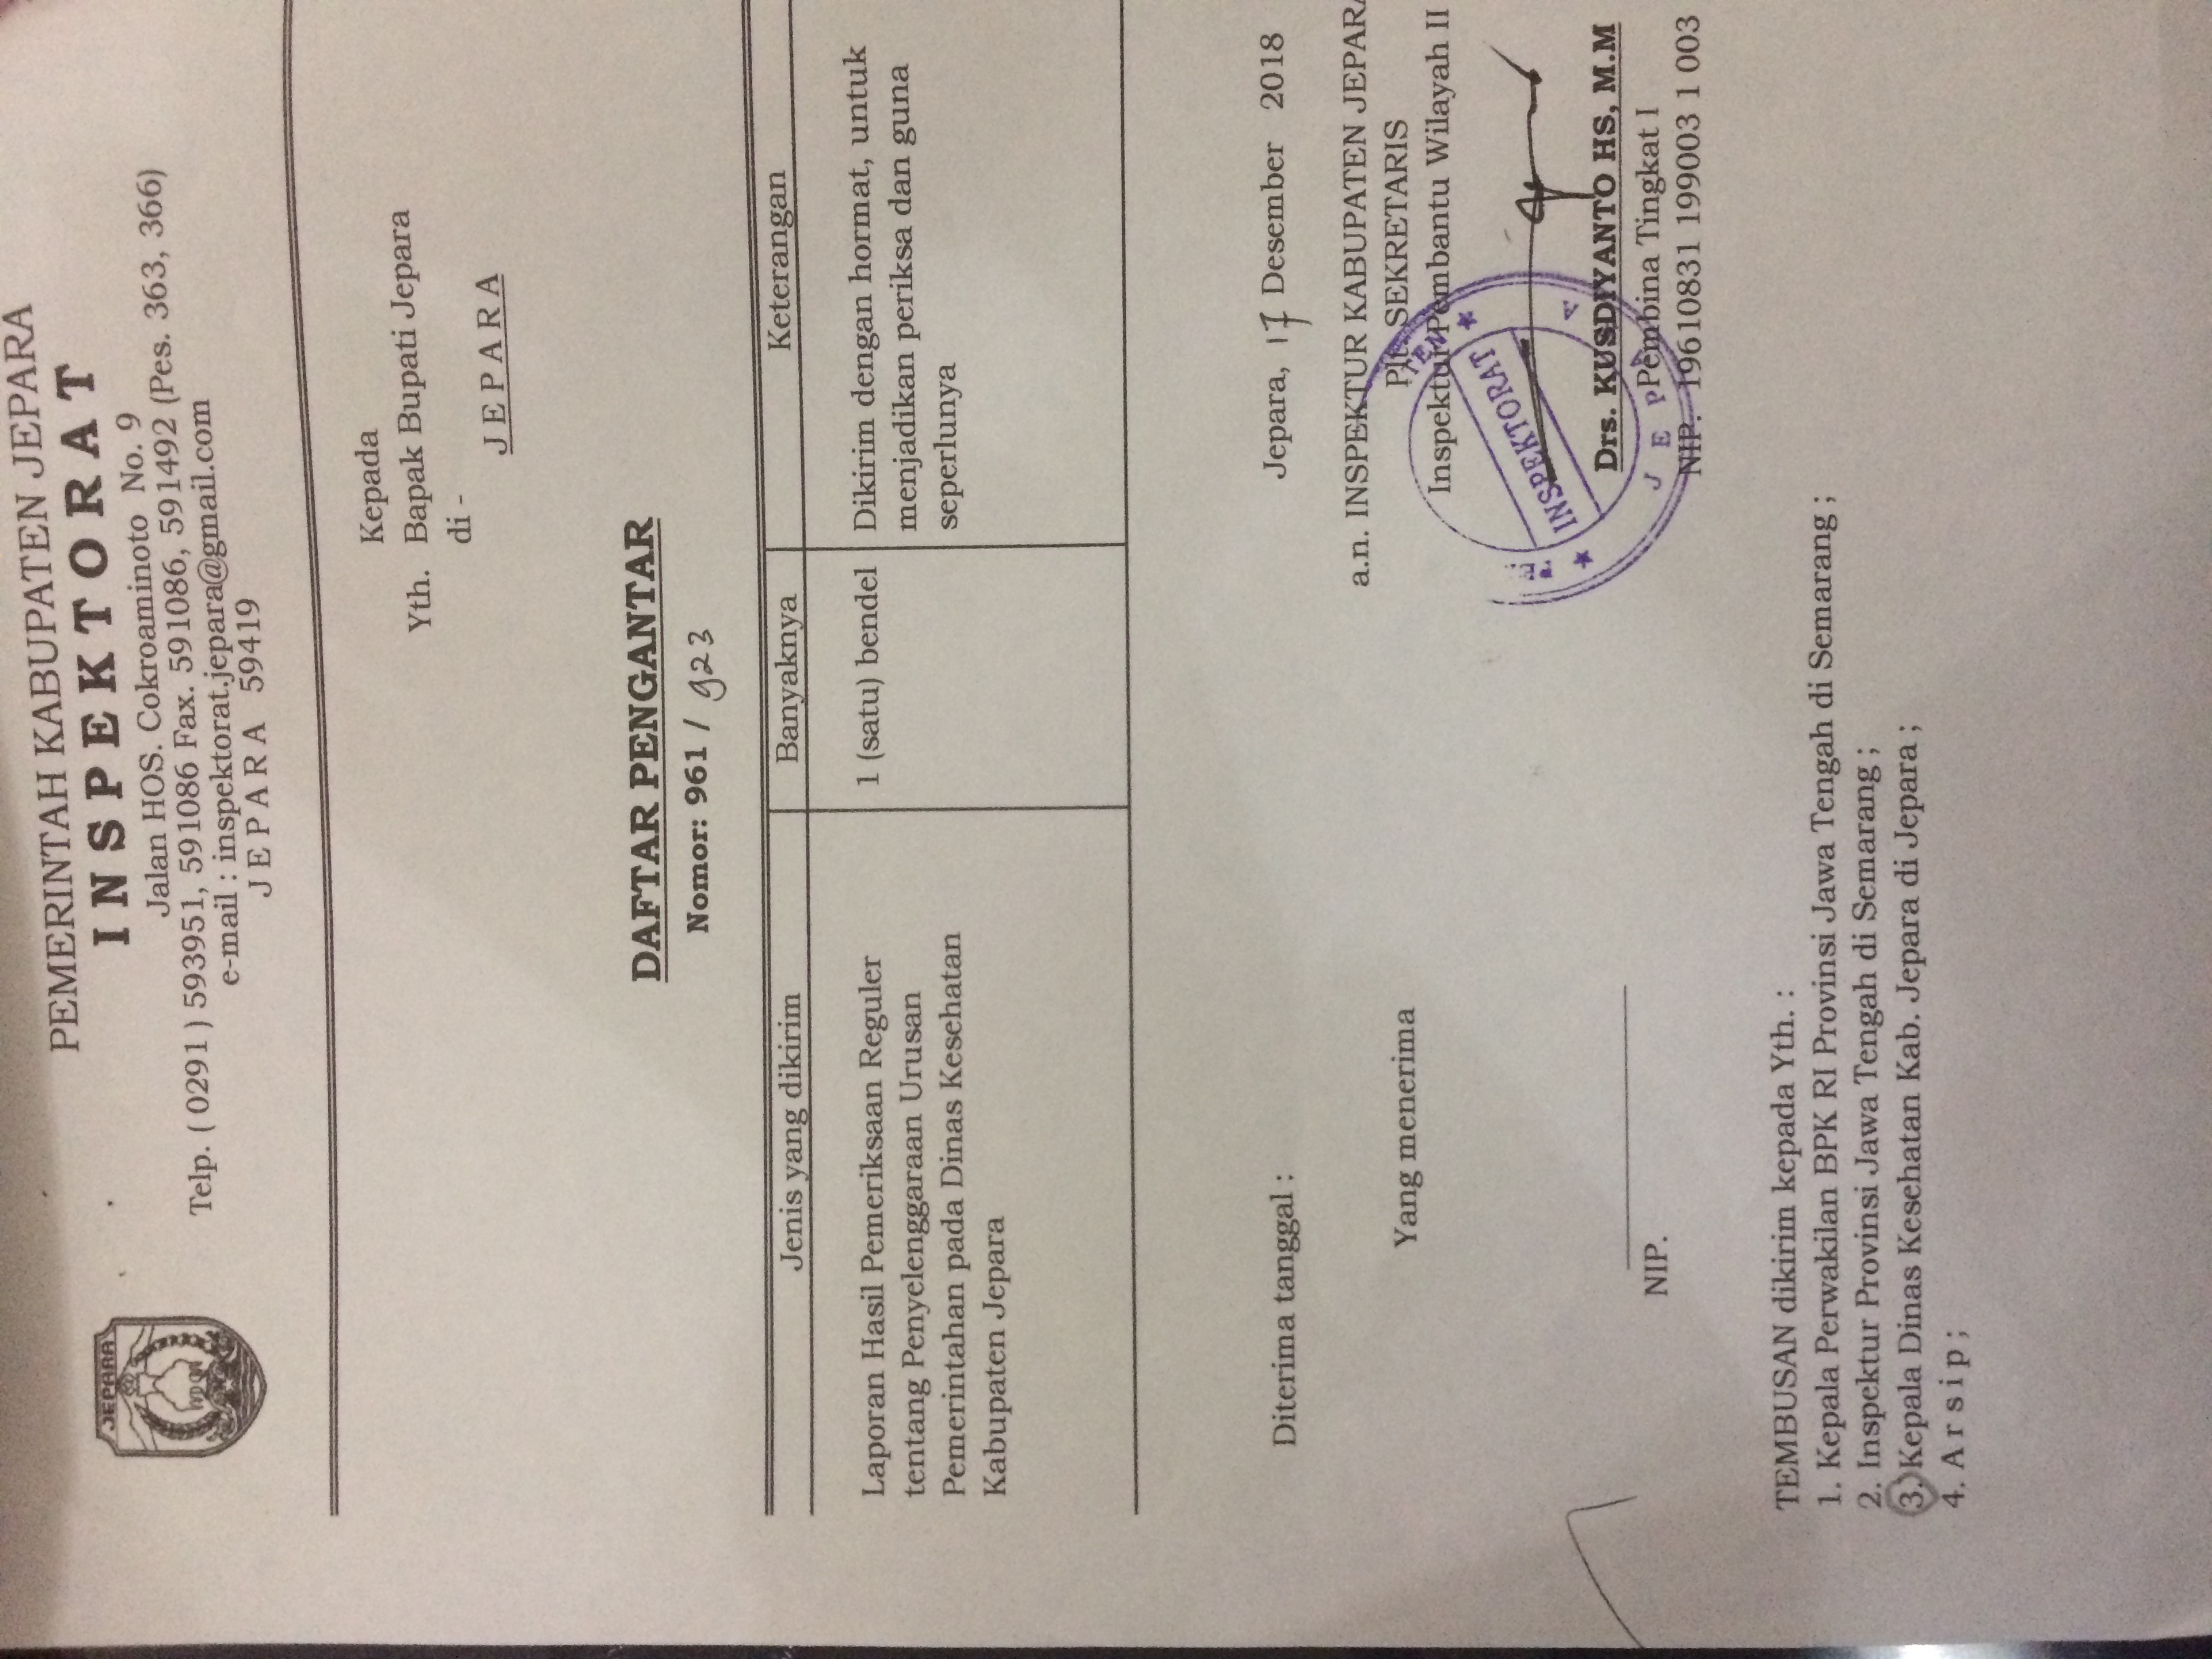 PEMERINTAH KABUPATEN JEPARA
INSPEKTORAT
JEPARA
Jalan HOS. Cokroaminoto No. 9
Telp. ( 0291 ) 593951, 591086 Fax. 591086, 591492 (Pes. 363, 366)
e-mail : inspektorat.jepara@gmail.com
JEPARA 59419
Kepada
Yth. Bapak Bupati Jepara
di -
JEPARA
DAFTAR PENGANTAR
Nomor: 961 / 923
Jenis yang dikirim Banyaknya Keterangan
Laporan Hasil Pemeriksaan Reguler 1 (satu) bendel Dikirim dengan hormat, untuk
tentang Penyelenggaraan Urusan menjadikan periksa dan guna
Pemerintahan pada Dinas Kesehatan seperlunya
Kabupaten Jepara
Diterima tanggal : Jepara, 17 Desember 2018
a.n. INSPEKTUR KABUPATEN JEPARA
Plt. SEKRETARIS
Yang menerima
Inspektur Pembantu Wilayah II
INSPEKTORAT
JEPARA
Drs. KUSDIYANTO HS, M.M
Pembina Tingkat I
NIP.
NIP. 19610831 199003 1 003
TEMBUSAN dikirim kepada Yth. :
1. Kepala Perwakilan BPK RI Provinsi Jawa Tengah di Semarang ;
2. Inspektur Provinsi Jawa Tengah di Semarang ;
3. Kepala Dinas Kesehatan Kab. Jepara di Jepara ;
4. Arsip ;